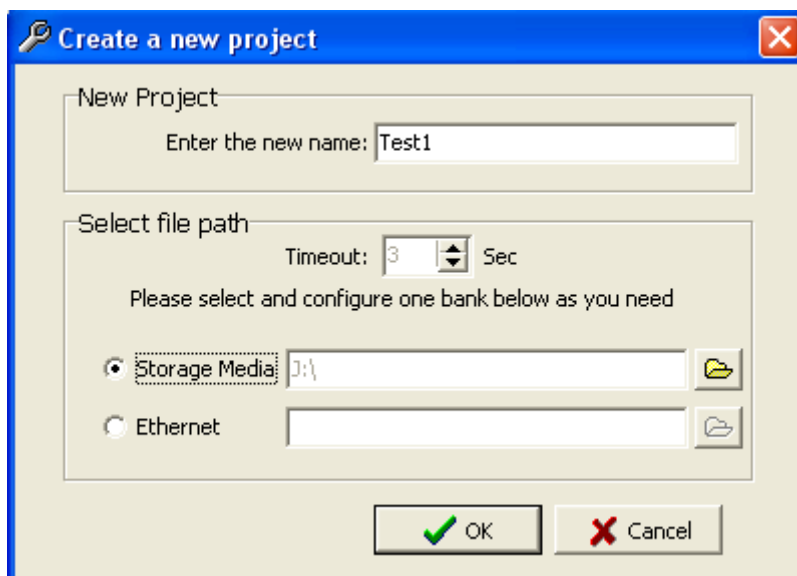 Create a new project
New Project
Enter the new name: Test1
Select file path
Timeout: 3 Sec
Please select and configure one bank below as you need
Storage Media J:\
Ethernet
OK Cancel